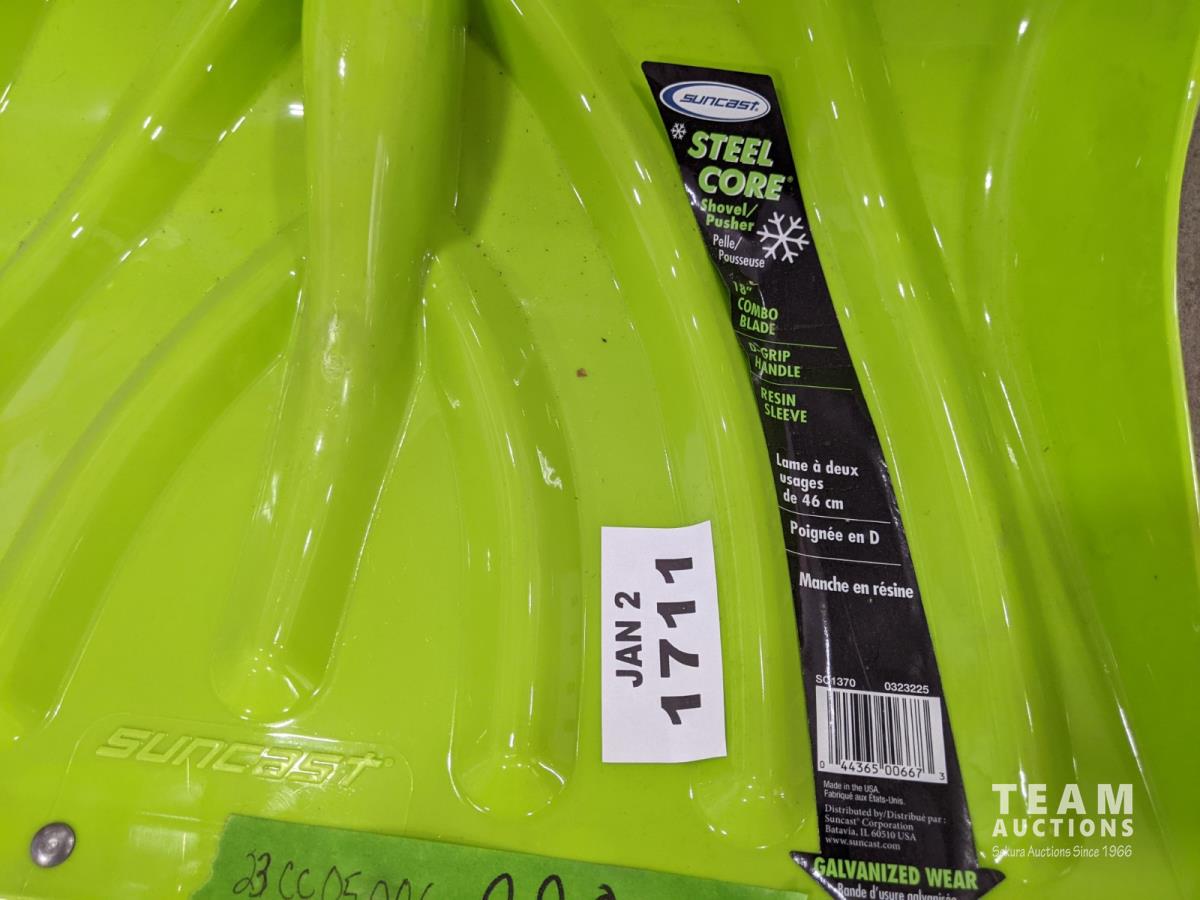 suncast
STEEL
CORE®
Shovel/
Pusher
Pelle/
Pousseuse
18"
COMBO
BLADE
D-GRIP
HANDLE
RESIN
SLEEVE
Lame à deux
usages
de 46 cm
Poignée en D
Manche en résine
SC1370 0323225
0 44365 00667 3
Made in the USA.
Fabriqué aux États-Unis.
Distributed by/Distribué par :
Suncast® Corporation
Batavia, IL 60510 USA
www.suncast.com
GALVANIZED WEAR
Bande d'usure galvanisée
JAN 2
1711
suncast
TEAM
AUCTIONS
Sakura Auctions Since 1966